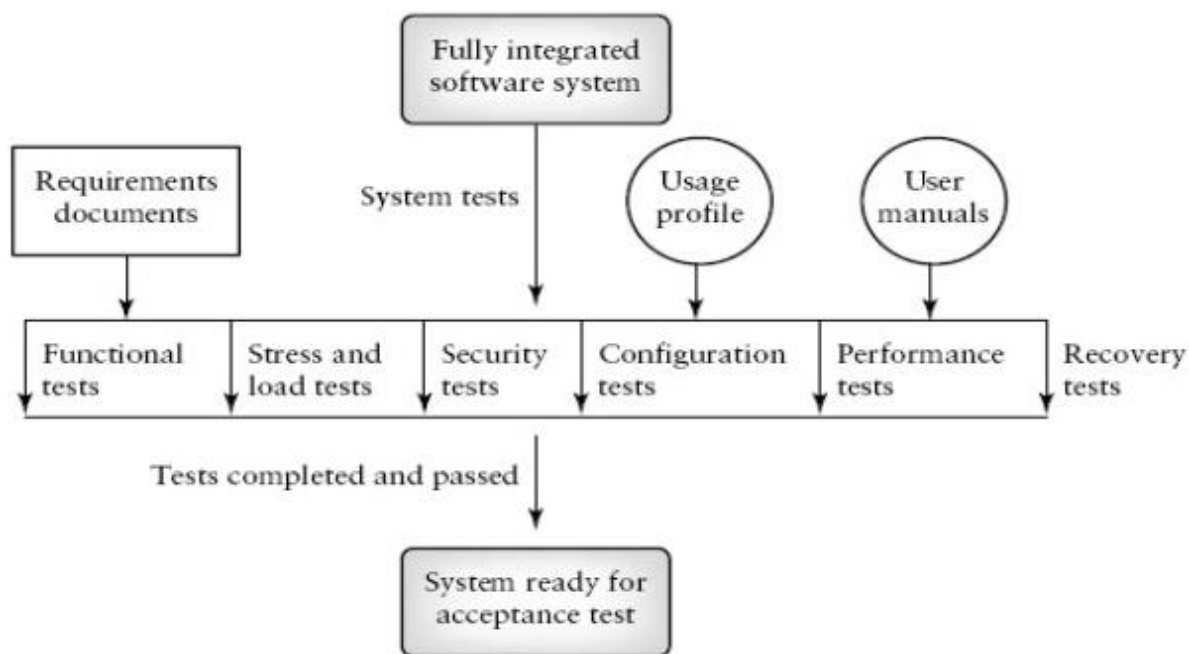 Fully integrated
software system
Requirements
documents
System tests
Usage
profile
User
manuals
Functional
tests
Stress and
load tests
Security
tests
Configuration
tests
Performance
tests
Recovery
tests
Tests completed and passed
System ready for
acceptance test